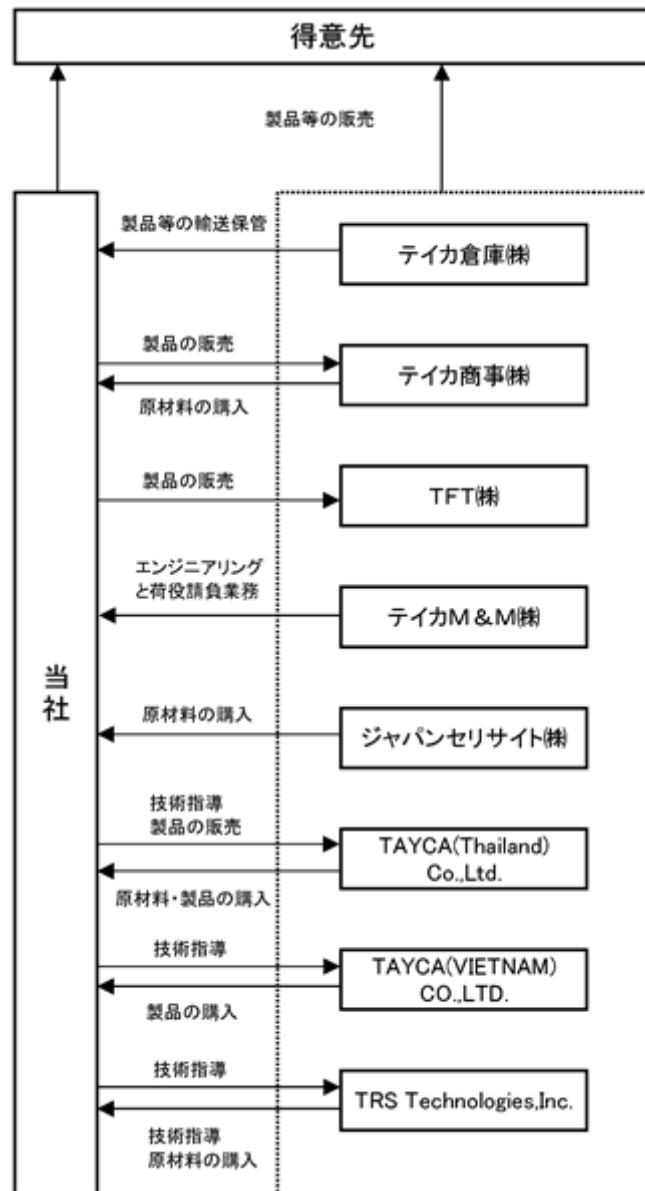 得意先
製品等の販売
製品等の輸送保管
テイカ倉庫㈱
製品の販売
テイカ商事㈱
原材料の購入
製品の販売
TFT㈱
エンジニアリング
と荷役請負業務
テイカM&M㈱
当社
原材料の購入
ジャパンセリサイト㈱
技術指導
製品の販売
TAYCA(Thailand)
Co.,Ltd.
原材料・製品の購入
技術指導
TAYCA(VIETNAM)
CO.,LTD.
製品の購入
技術指導
TRS Technologies,Inc.
技術指導
原材料の購入